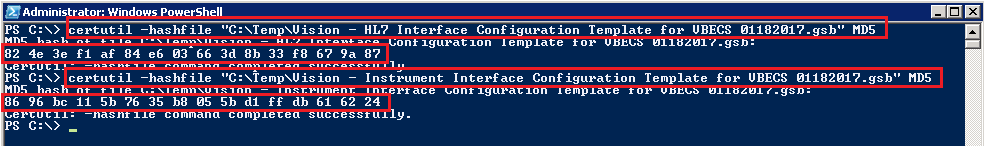 Administrator: Windows PowerShell
PS C:\> certutil -hashfile "C:\Temp\Vision - HL7 Interface Configuration Template for VBECS 01182017.gsb" MD5
MD5 hash of file C:\Temp\Vision - HL7 Interface Configuration Template for VBECS 01182017.gsb:
02 4e 3e f1 af 84 e6 03 66 3d 8b 33 f8 67 9a 87
CertUtil: -hashfile command completed successfully.
PS C:\> certutil -hashfile "C:\Temp\Vision - Instrument Interface Configuration Template for VBECS 01182017.gsb" MD5
MD5 hash of file C:\Temp\Vision - Instrument Interface Configuration Template for VBECS 01182017.gsb:
86 96 bc 11 5b 76 35 b8 05 5b d1 ff db 61 62 24
CertUtil: -hashfile command completed successfully.
PS C:\> _